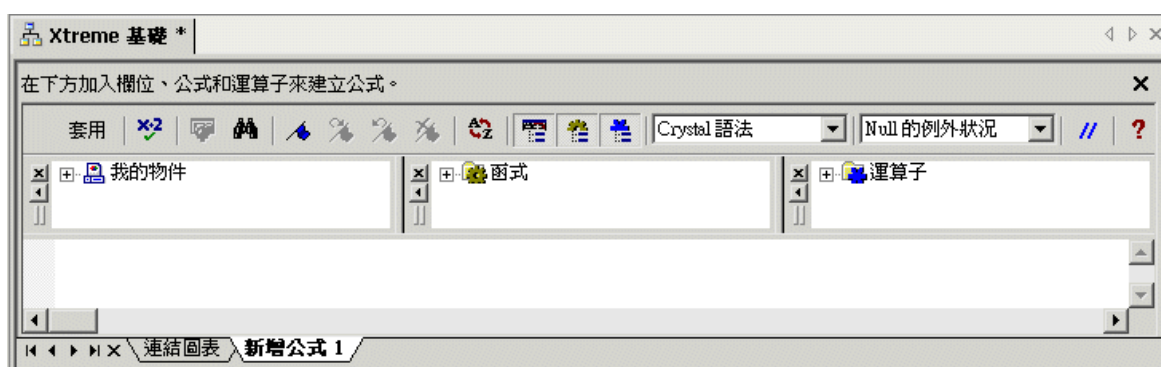 Xtreme 基礎 *
在下方加入欄位、公式和運算子來建立公式。
套用 Crystal 語法 Null 的例外狀況 // ?
我的物件 函式 運算子
連結圖表 新增公式 1